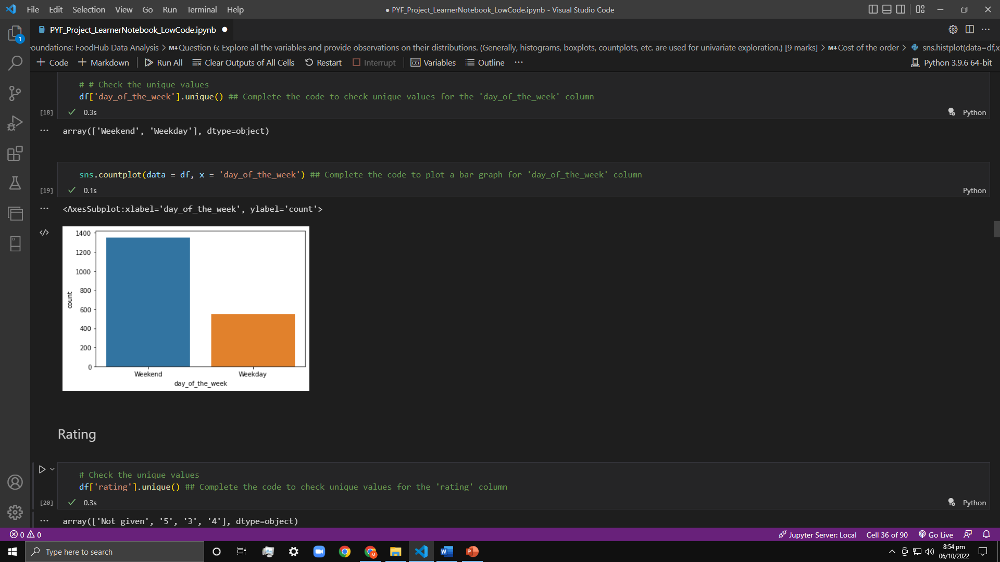 File Edit Selection View Go Run Terminal Help
● PYF_Project_LearnerNotebook_LowCode.ipynb - Visual Studio Code
1
PYF_Project_LearnerNotebook_LowCode.ipynb ●
oundations: FoodHub Data Analysis > M↓Question 6: Explore all the variables and provide observations on their distributions. (Generally, histograms, boxplots, countplots, etc. are used for univariate exploration.) [9 marks] > M↓Cost of the order > sns.histplot(data=df,x
+ Code + Markdown Run All Clear Outputs of All Cells Restart Interrupt Variables Outline ··· Python 3.9.6 64-bit
# # Check the unique values
df['day_of_the_week'].unique() ## Complete the code to check unique values for the 'day_of_the_week' column
[18] ✓ 0.3s Python
array(['Weekend', 'Weekday'], dtype=object)
sns.countplot(data = df, x = 'day_of_the_week') ## Complete the code to plot a bar graph for 'day_of_the_week' column
[19] ✓ 0.1s Python
<AxesSubplot:xlabel='day_of_the_week', ylabel='count'>
1400
1200
1000
800
600
400
200
0
count
Weekend Weekday
day_of_the_week
Rating
# Check the unique values
df['rating'].unique() ## Complete the code to check unique values for the 'rating' column
[20] ✓ 0.3s Python
array(['Not given', '5', '3', '4'], dtype=object)
0 0 Jupyter Server: Local Cell 36 of 90 Go Live
Type here to search
8:54 pm
06/10/2022